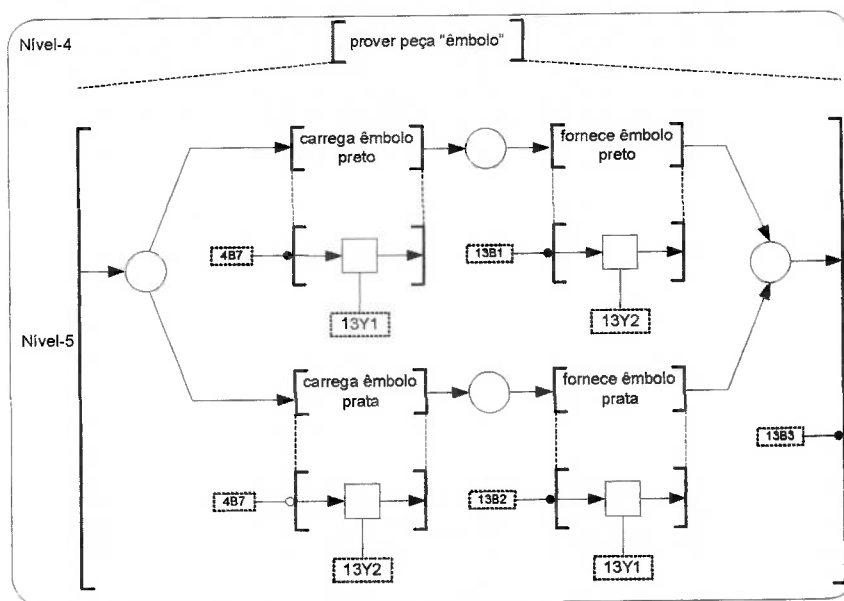 Nível-4
prover peça “êmbolo”
carrega êmbolo
preto
fornece êmbolo
preto
4B7
13B1
13Y1
13Y2
Nível-5
carrega êmbolo
prata
fornece êmbolo
prata
13B3
4B7
13B2
13Y2
13Y1